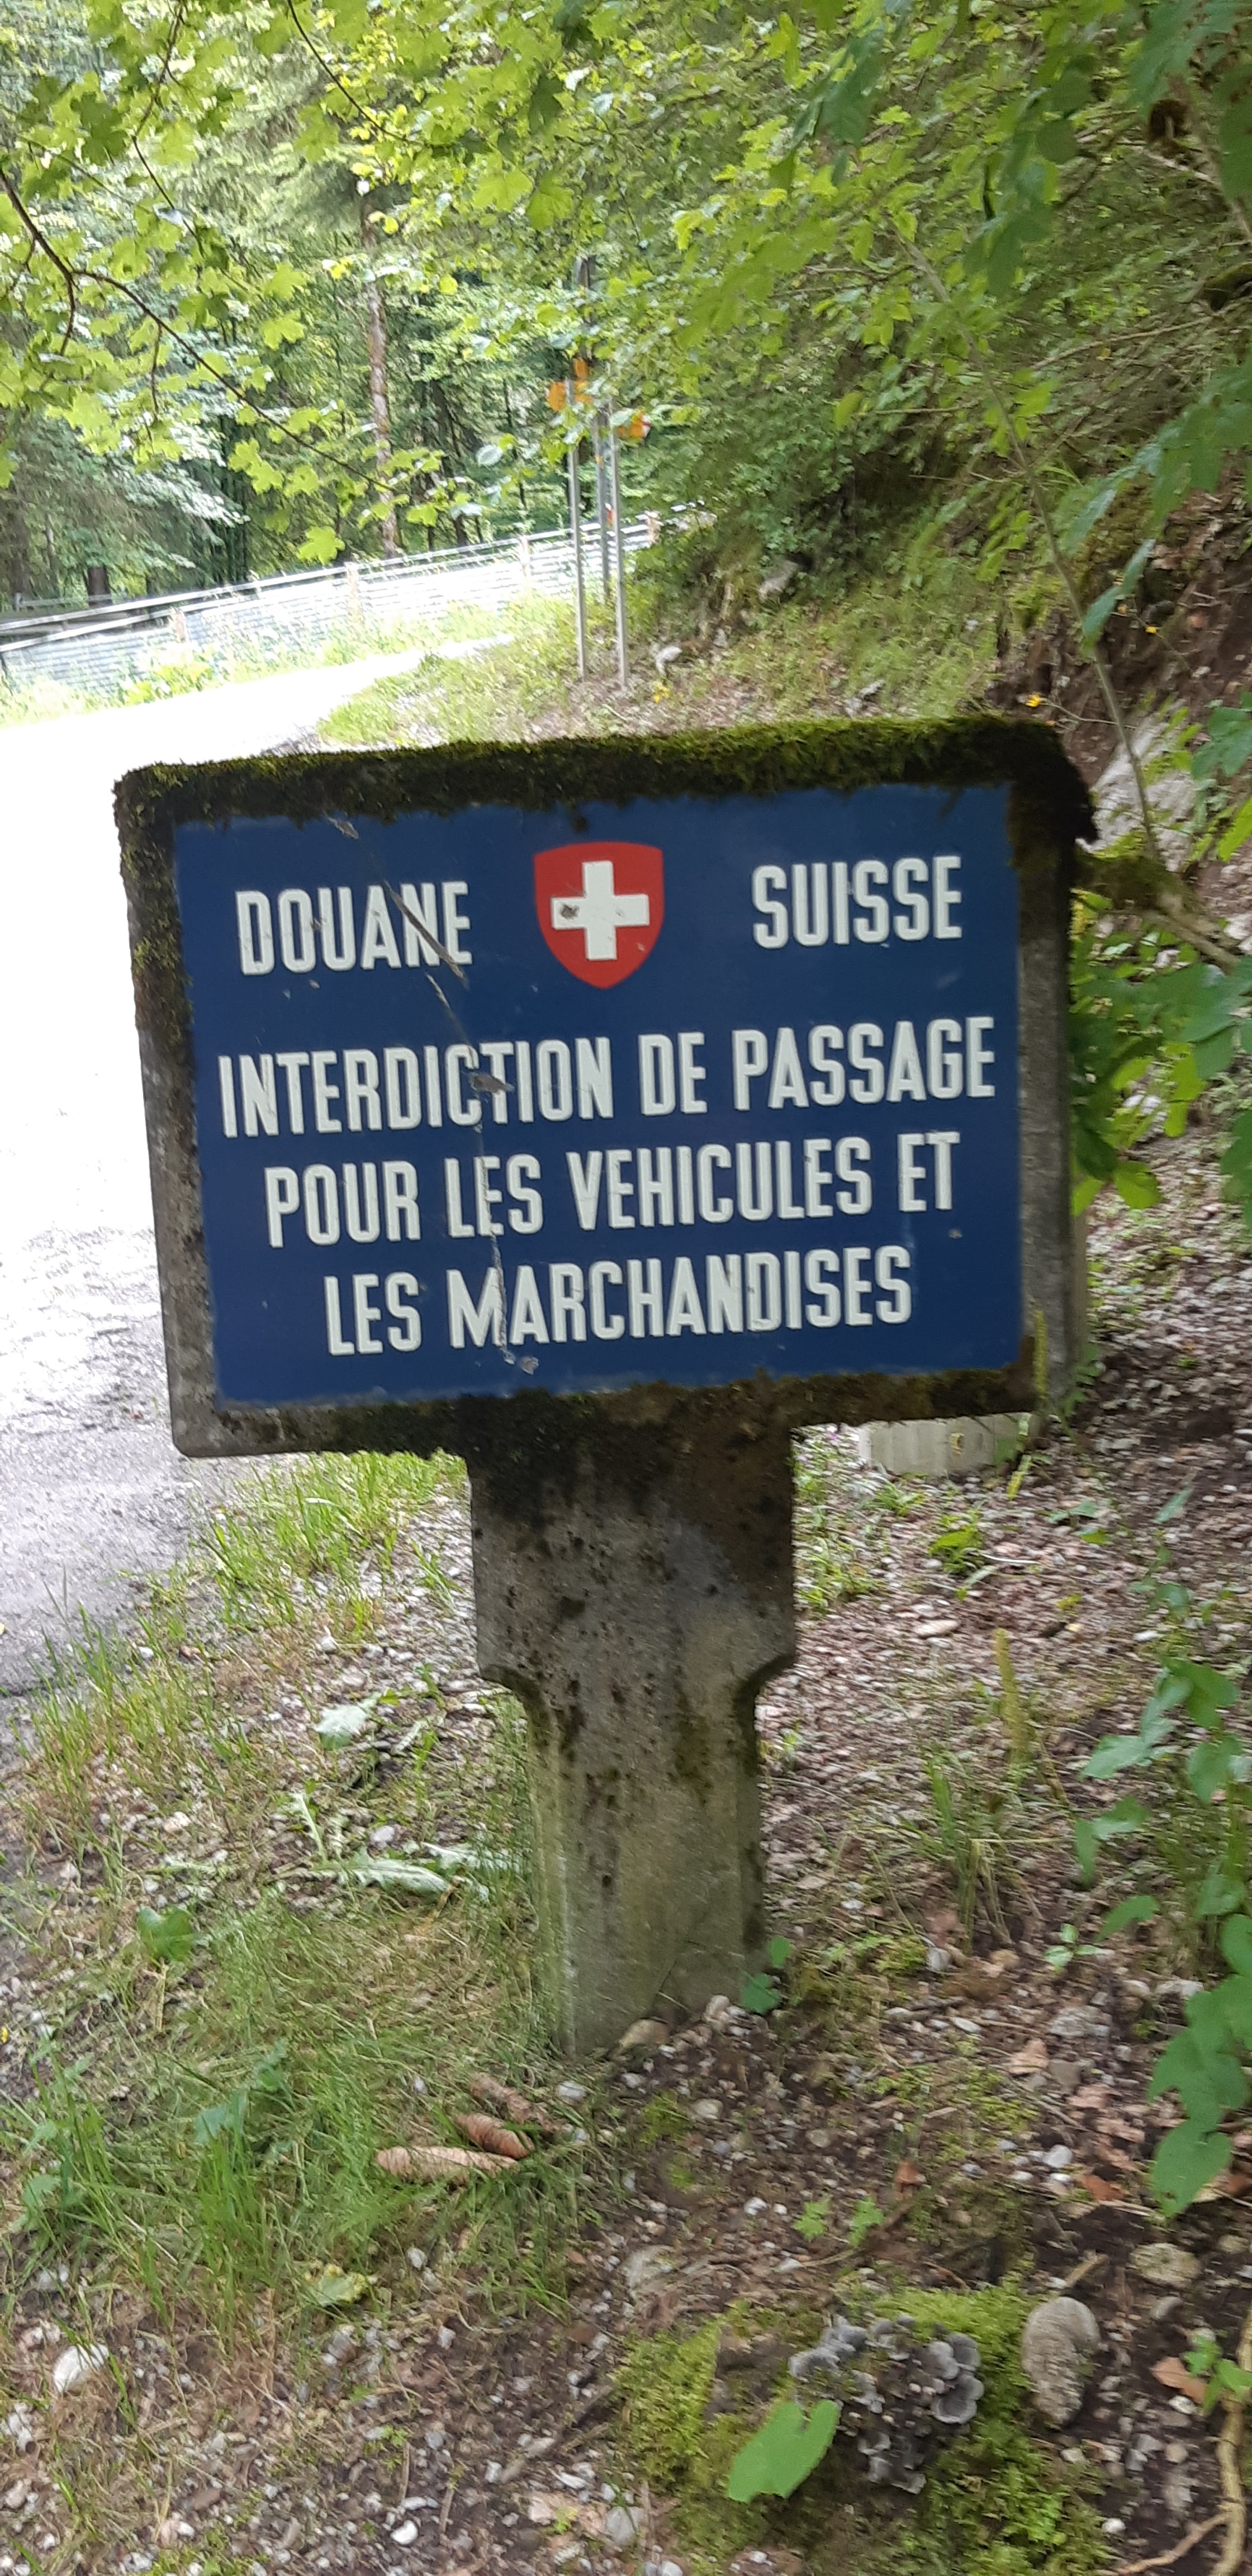 DOUANE SUISSE
INTERDICTION DE PASSAGE
POUR LES VEHICULES ET
LES MARCHANDISES